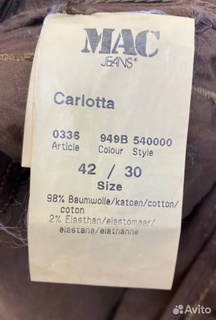 MAC
JEANS®
Carlotta
0336 949B 540000
Article Colour Style
42 / 30
Size
98% Baumwolle/katoen/cotton/
coton
2% Elasthan/elastomeer/
elastane/elathanne
Avito